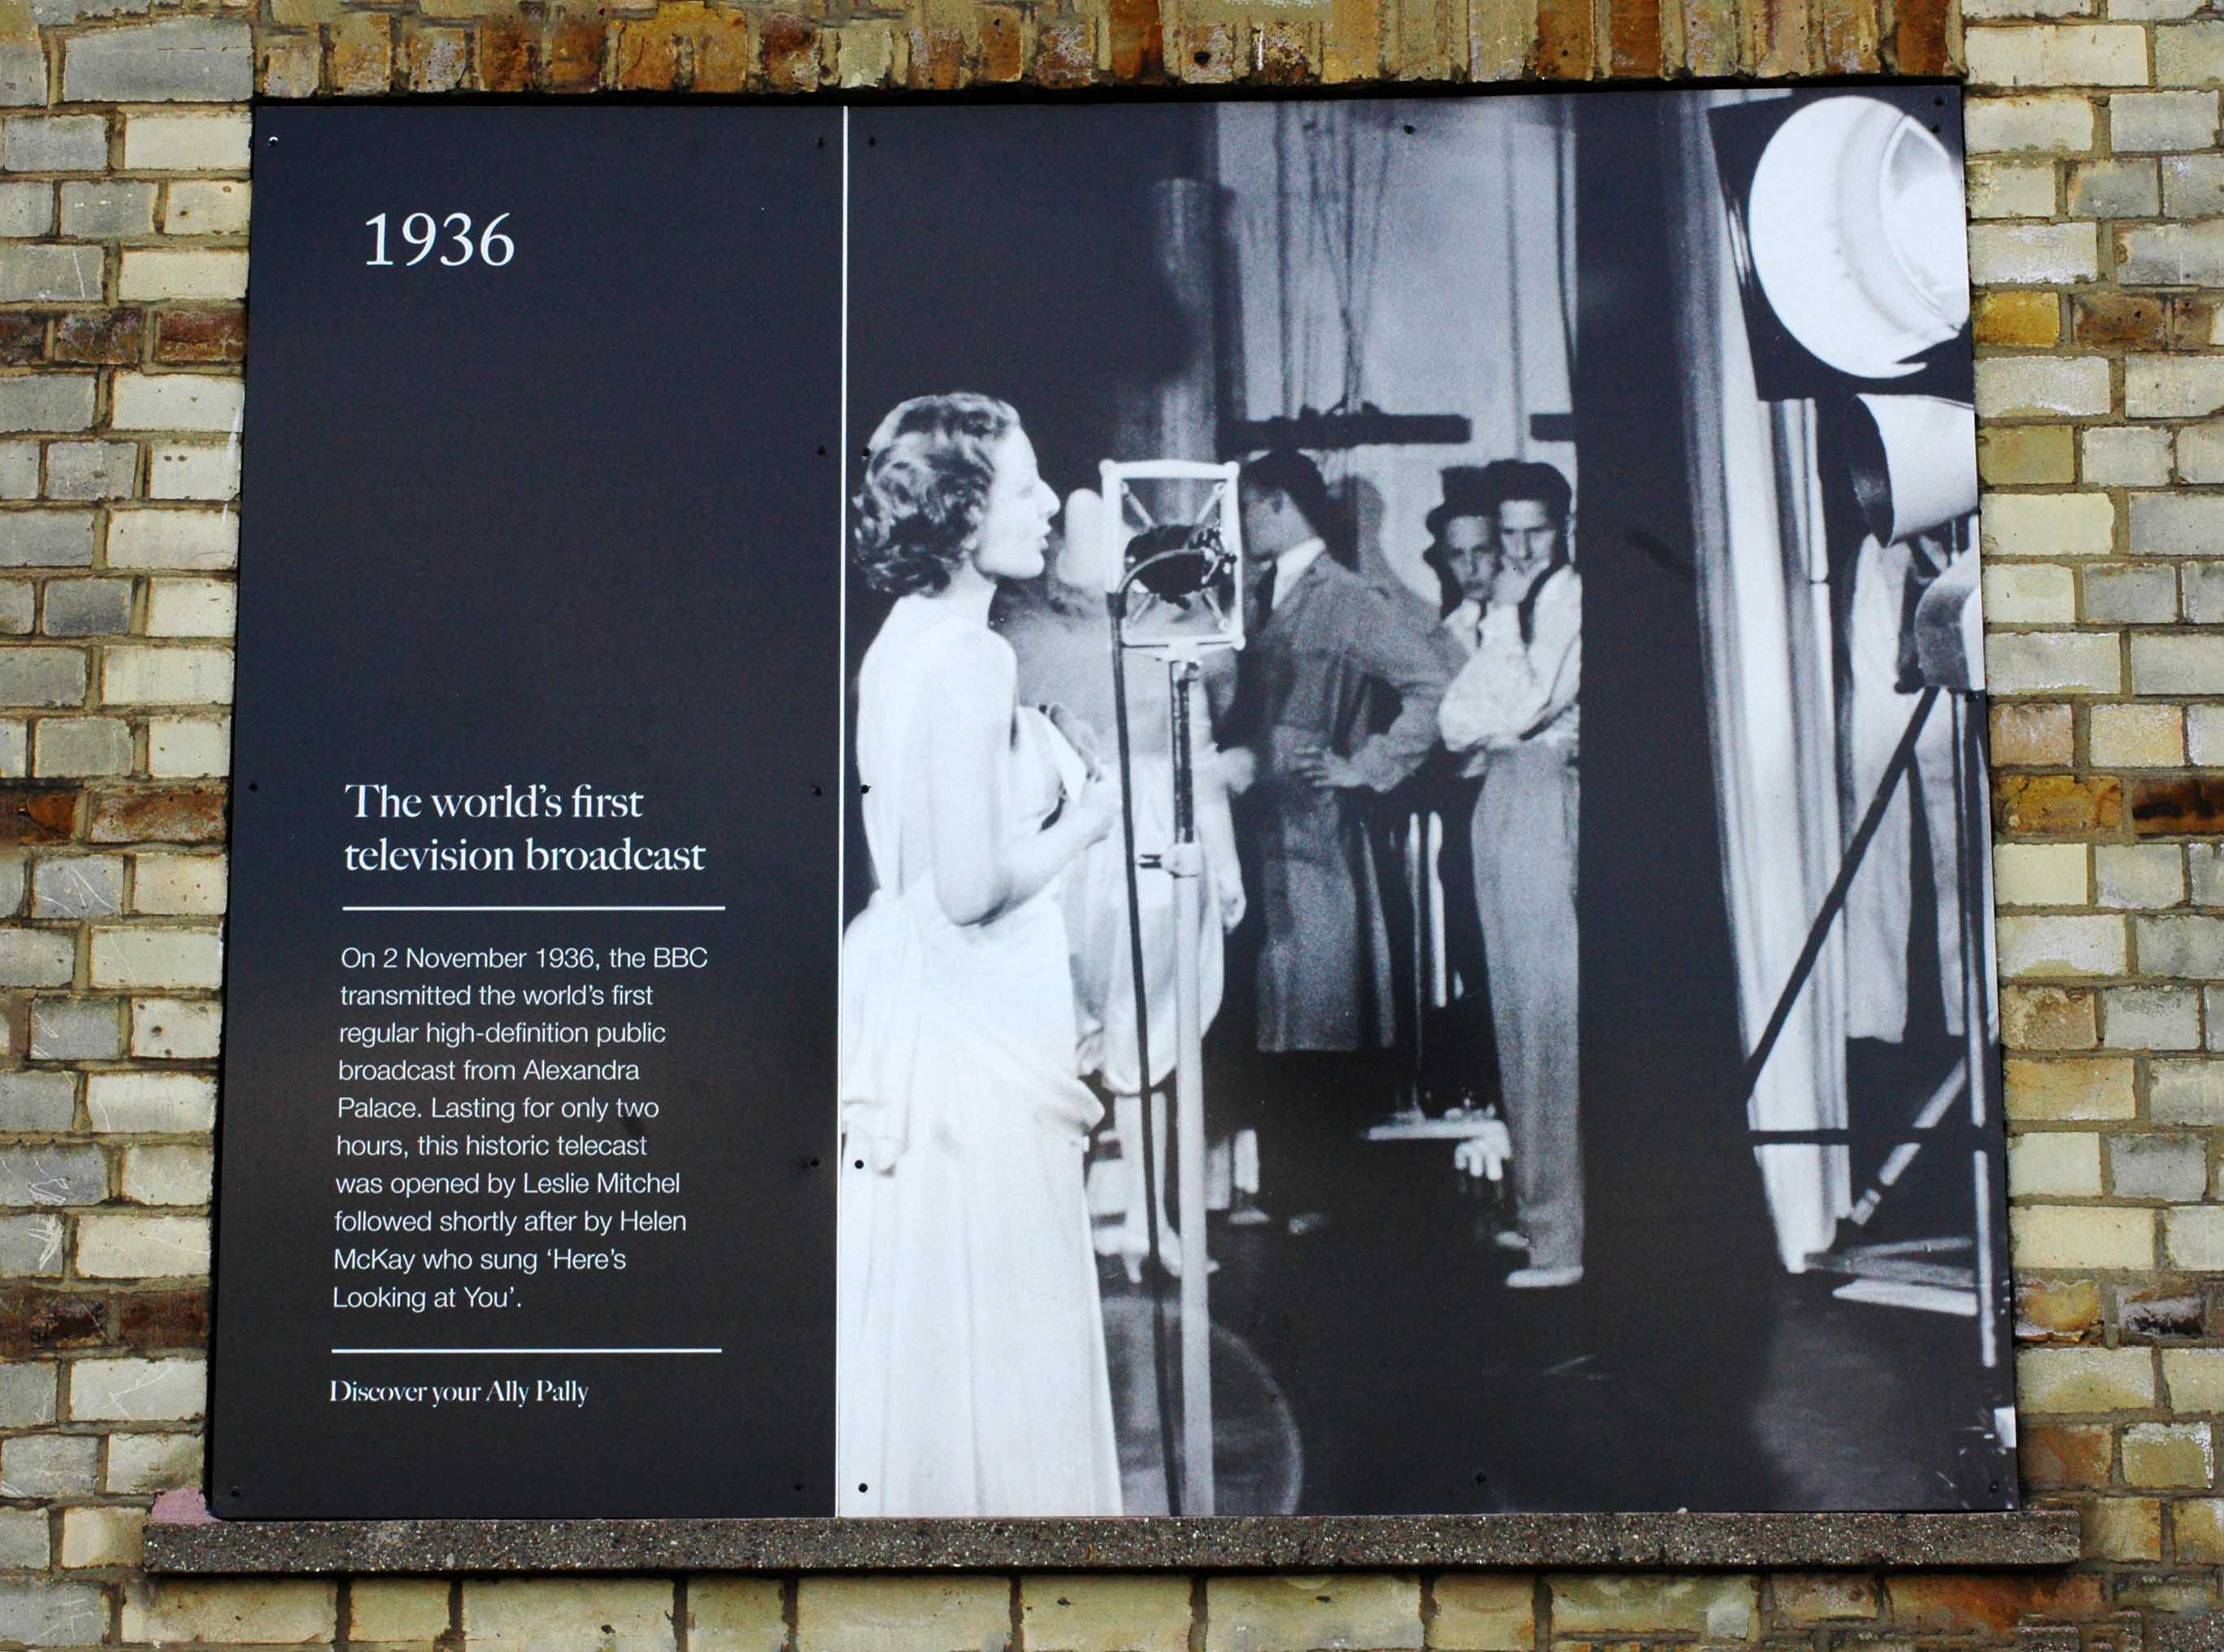 1936
The world's first
television broadcast
On 2 November 1936, the BBC
transmitted the world's first
regular high-definition public
broadcast from Alexandra
Palace. Lasting for only two
hours, this historic telecast
was opened by Leslie Mitchel
followed shortly after by Helen
McKay who sung ‘Here's
Looking at You’.
Discover your Ally Pally